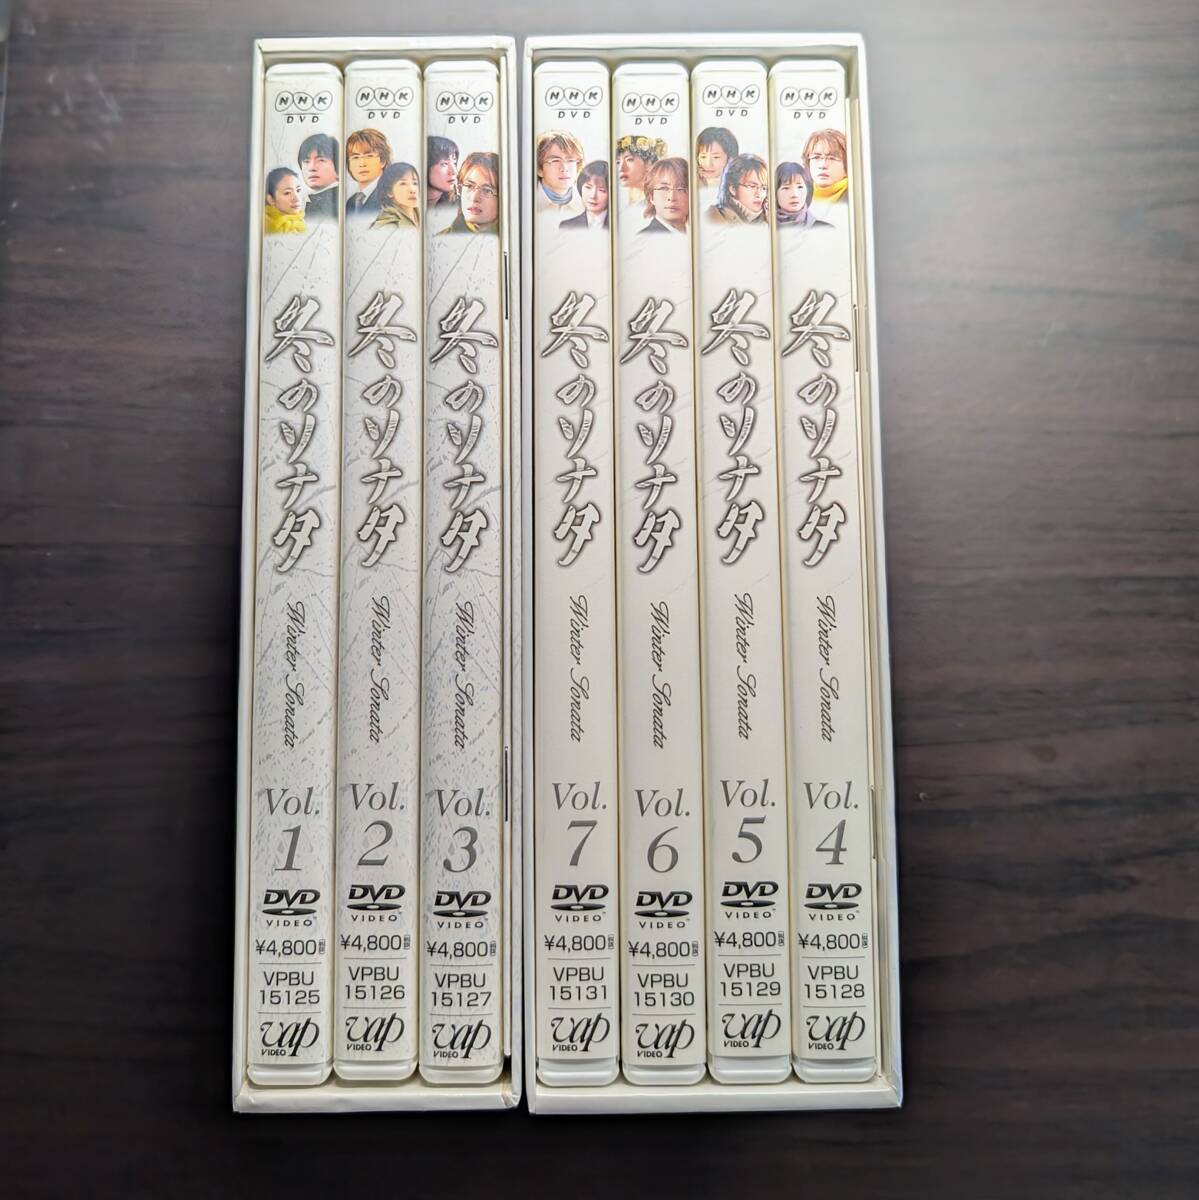 NHK
DVD
冬のソナタ
Winter Sonata
Vol.
1
DVD
VIDEO
¥4,800
VPBU
15125
vap
VIDEO
NHK
DVD
冬のソナタ
Winter Sonata
Vol.
2
DVD
VIDEO
¥4,800
VPBU
15126
vap
VIDEO
NHK
DVD
冬のソナタ
Winter Sonata
Vol.
3
DVD
VIDEO
¥4,800
VPBU
15127
vap
VIDEO
NHK
DVD
冬のソナタ
Winter Sonata
Vol.
7
DVD
VIDEO
¥4,800
VPBU
15131
vap
VIDEO
NHK
DVD
冬のソナタ
Winter Sonata
Vol.
6
DVD
VIDEO
¥4,800
VPBU
15130
vap
VIDEO
NHK
DVD
冬のソナタ
Winter Sonata
Vol.
5
DVD
VIDEO
¥4,800
VPBU
15129
vap
VIDEO
NHK
DVD
冬のソナタ
Winter Sonata
Vol.
4
DVD
VIDEO
¥4,800
VPBU
15128
vap
VIDEO